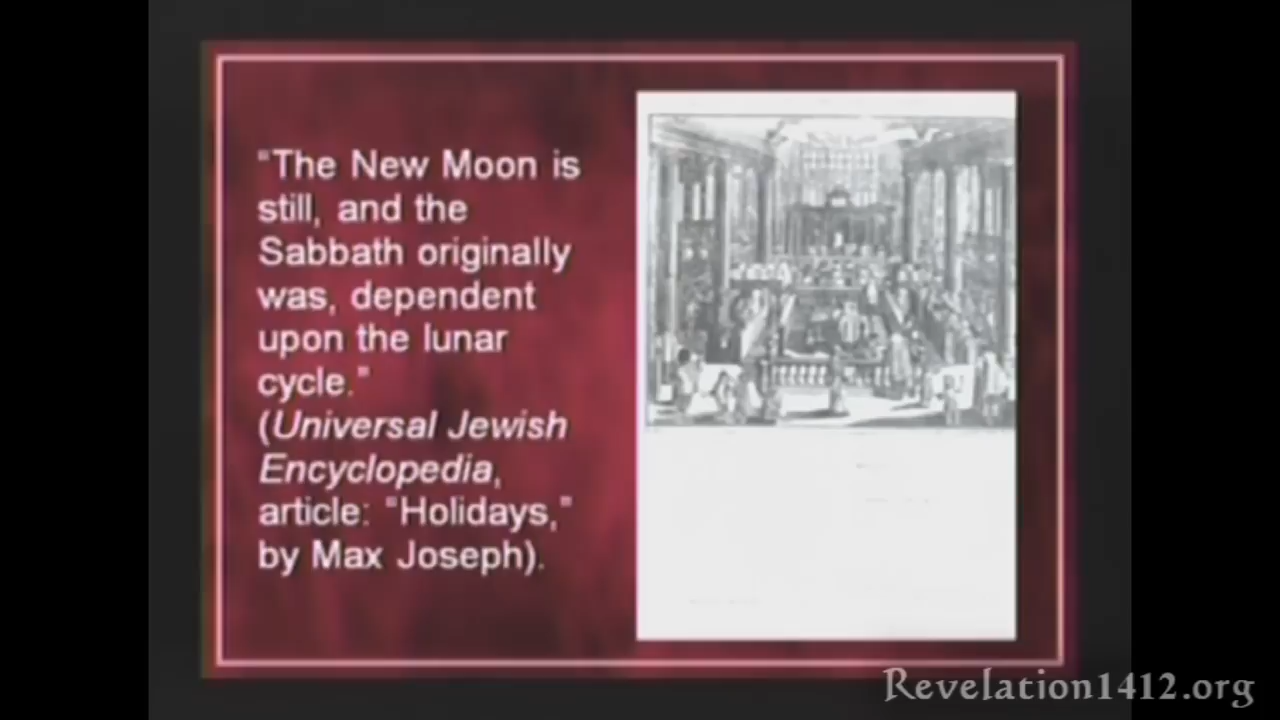 "The New Moon is
still, and the
Sabbath originally
was, dependent
upon the lunar
cycle."
(Universal Jewish
Encyclopedia,
article: "Holidays,"
by Max Joseph).
Revelation1412.org